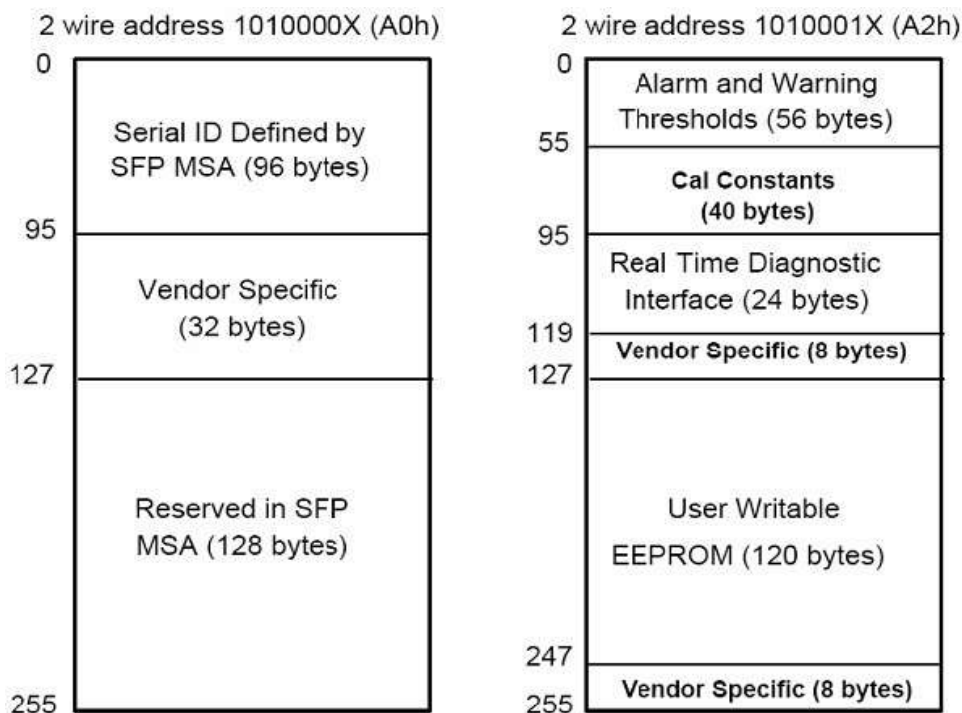 2 wire address 1010000X (A0h)
0
Serial ID Defined by
SFP MSA (96 bytes)
95
Vendor Specific
(32 bytes)
127
Reserved in SFP
MSA (128 bytes)
255
2 wire address 1010001X (A2h)
0
Alarm and Warning
Thresholds (56 bytes)
55
Cal Constants
(40 bytes)
95
Real Time Diagnostic
Interface (24 bytes)
119
Vendor Specific (8 bytes)
127
User Writable
EEPROM (120 bytes)
247
Vendor Specific (8 bytes)
255